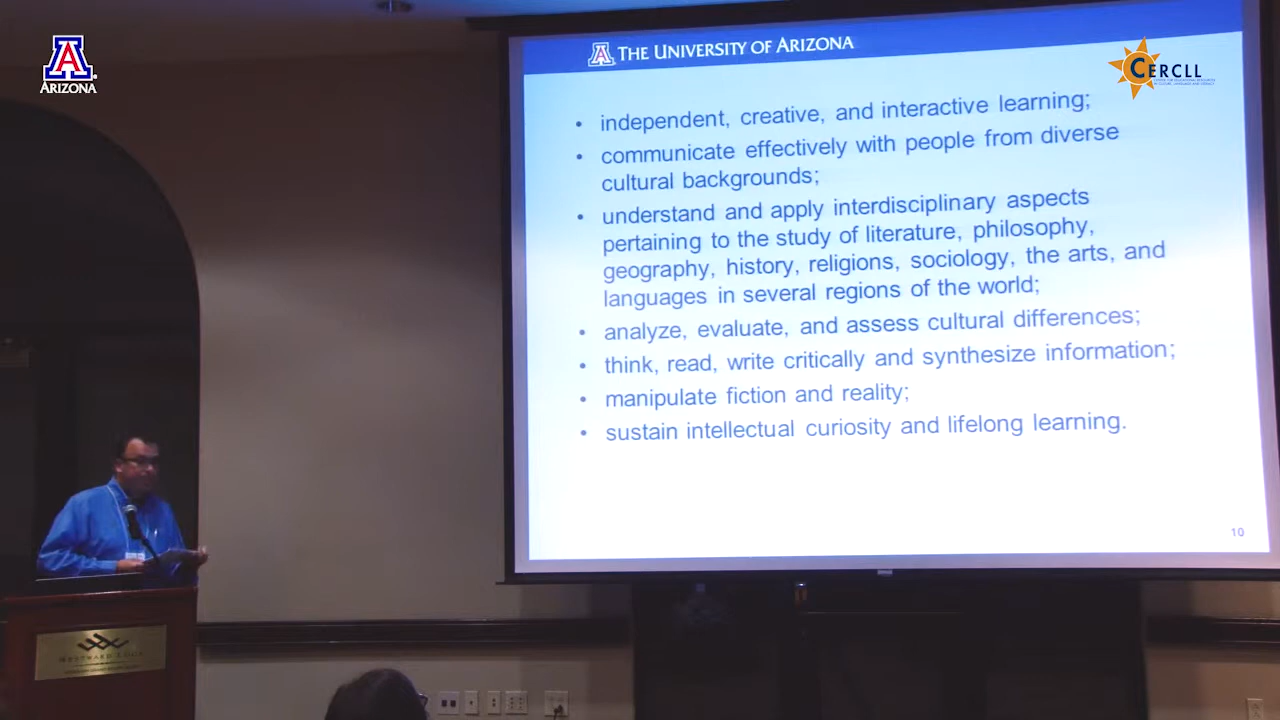 ARIZONA
THE UNIVERSITY OF ARIZONA
CERCLL
• independent, creative, and interactive learning;
• communicate effectively with people from diverse
cultural backgrounds;
• understand and apply interdisciplinary aspects
pertaining to the study of literature, philosophy,
geography, history, religions, sociology, the arts, and
languages in several regions of the world;
• analyze, evaluate, and assess cultural differences;
• think, read, write critically and synthesize information;
• manipulate fiction and reality;
• sustain intellectual curiosity and lifelong learning.
10
WESTWARD LOOK